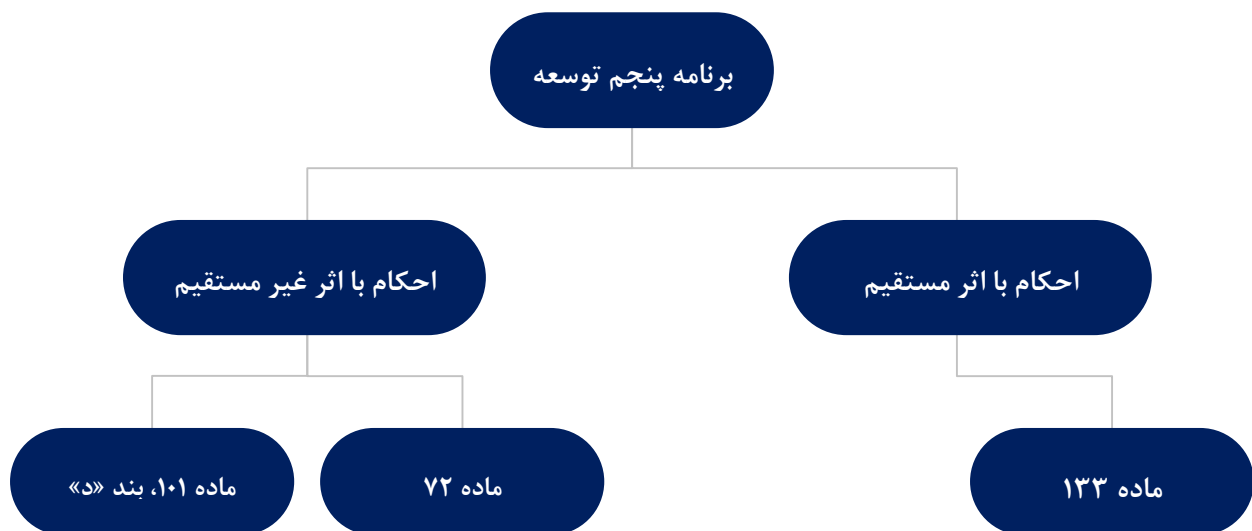 برنامه پنجم توسعه
احکام با اثر مستقیم
احکام با اثر غیر مستقیم
ماده ۱۳۳
ماده ۷۲
ماده ۱۰۱، بند «د»